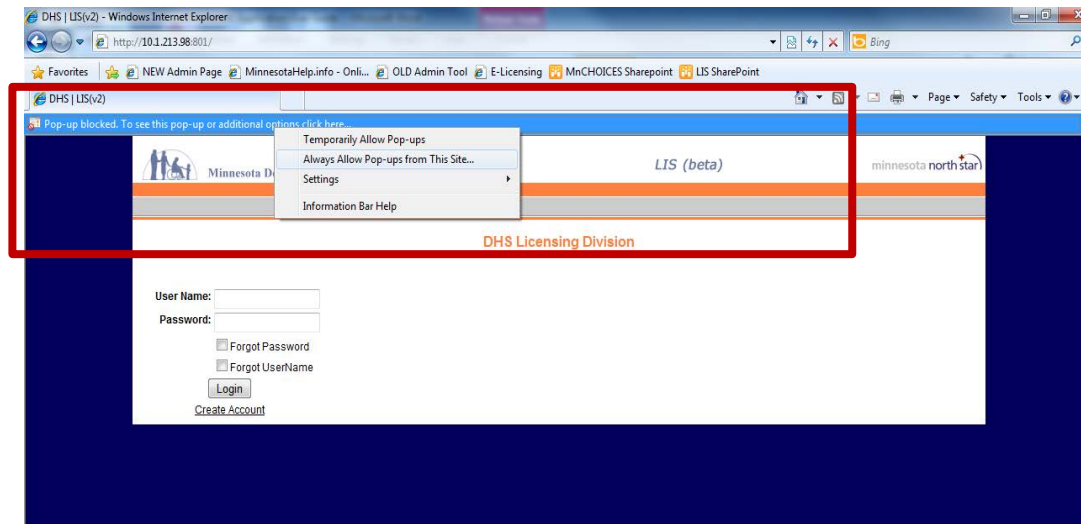 DHS | LIS(v2) - Windows Internet Explorer
http://10.1.213.98:801/
Bing
Favorites NEW Admin Page MinnesotaHelp.info - Onli... OLD Admin Tool E-Licensing MnCHOICES Sharepoint LIS SharePoint
DHS | LIS(v2) Page Safety Tools
Pop-up blocked. To see this pop-up or additional options click here...
Temporarily Allow Pop-ups
Always Allow Pop-ups from This Site...
Settings
Information Bar Help
Minnesota D LIS (beta) minnesota north star
DHS Licensing Division
User Name:
Password:
Forgot Password
Forgot UserName
Login
Create Account